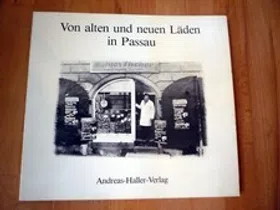 Von alten und neuen Läden
in Passau
Andreas-Haller-Verlag